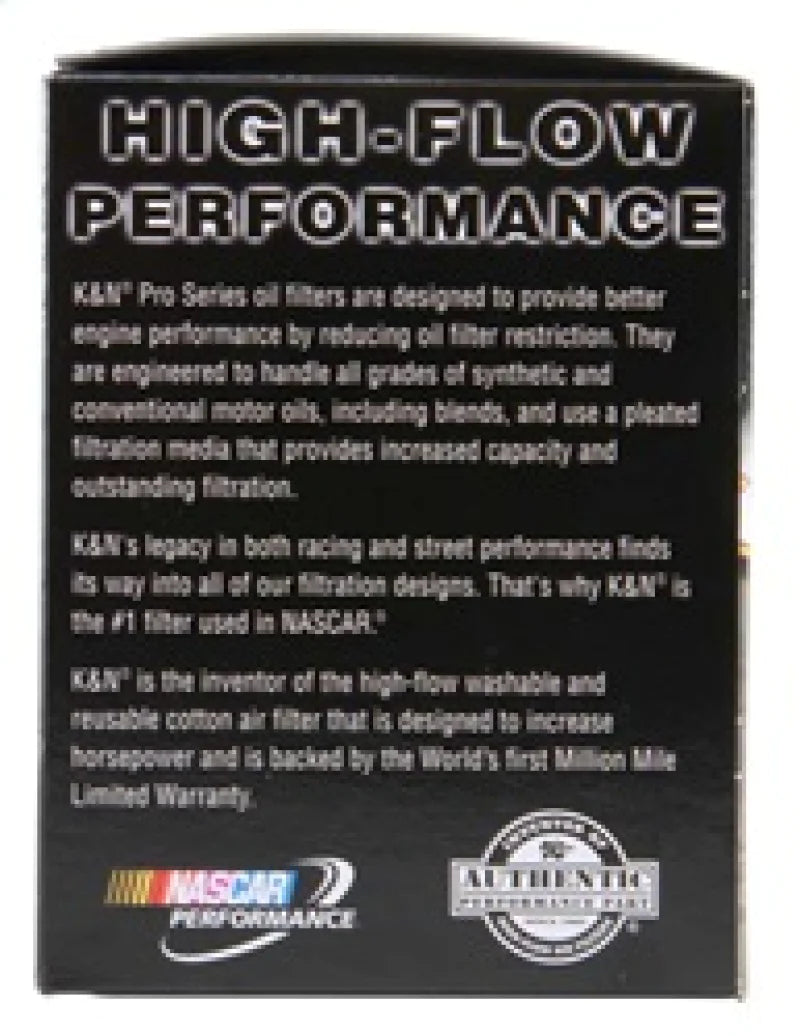 HIGH-FLOW
PERFORMANCE
K&N® Pro Series oil filters are designed to provide better
engine performance by reducing oil filter restriction. They
are engineered to handle all grades of synthetic and
conventional motor oils, including blends, and use a pleated
filtration media that provides increased capacity and
outstanding filtration.
K&N's legacy in both racing and street performance finds
its way into all of our filtration designs. That's why K&N® is
the #1 filter used in NASCAR.®
K&N® is the inventor of the high-flow washable and
reusable cotton air filter that is designed to increase
horsepower and is backed by the World's first Million Mile
Limited Warranty.
NASCAR
PERFORMANCE
INVENTOR OF
AUTHENTIC
PERFORMANCE PART